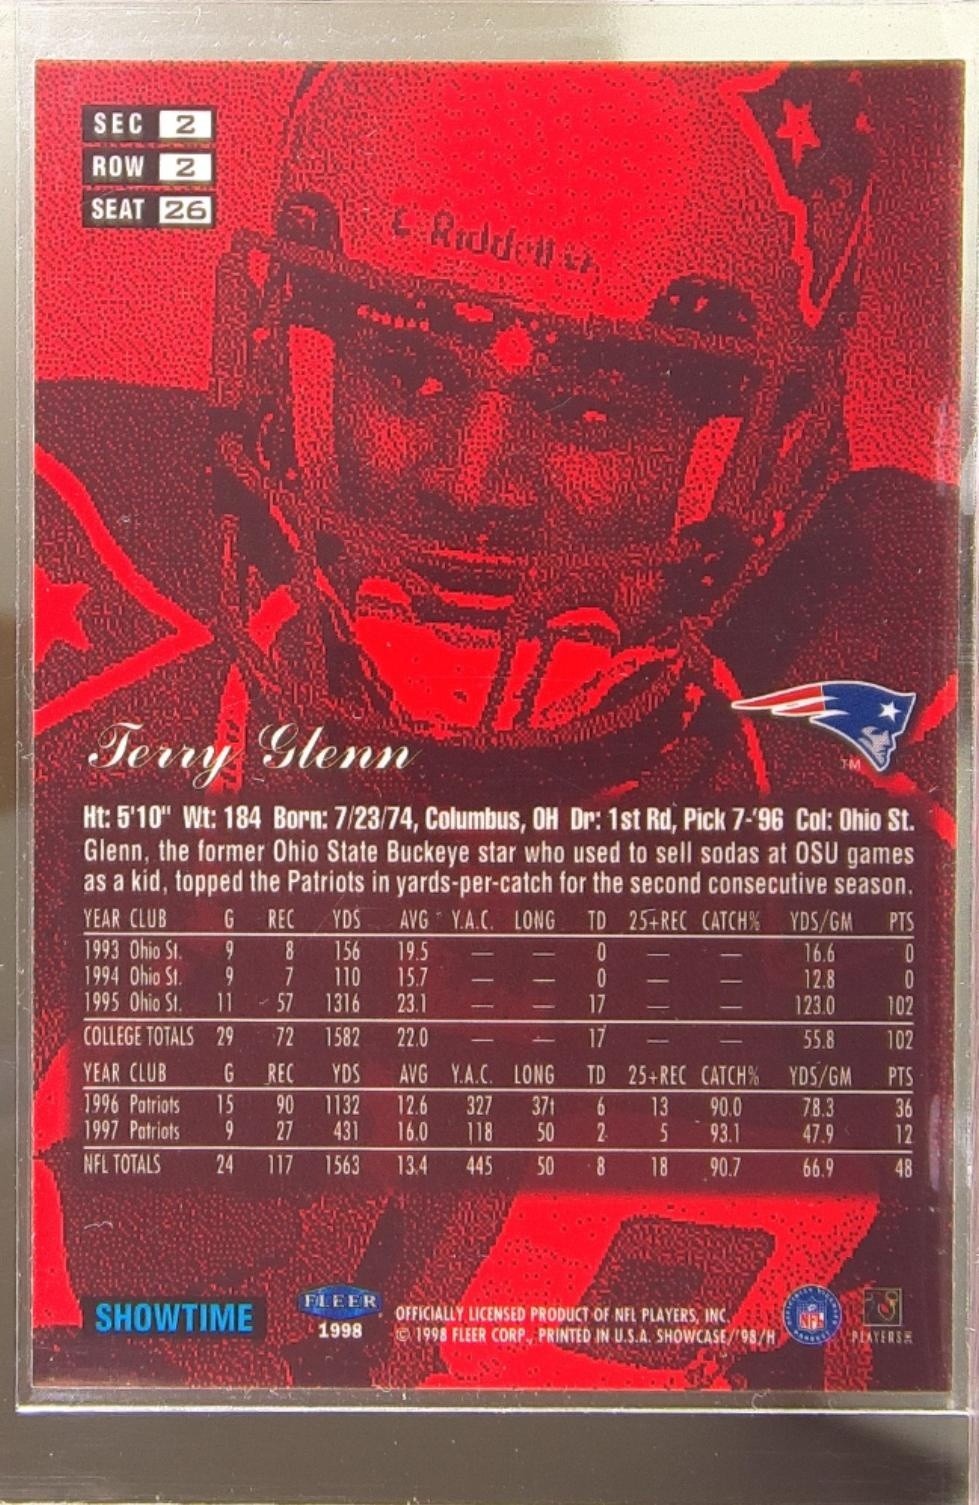 SEC 2
ROW 2
SEAT 26
Riddell
Terry Glenn
TM
Ht: 5'10" Wt: 184 Born: 7/23/74, Columbus, OH Dr: 1st Rd, Pick 7-'96 Col: Ohio St.
Glenn, the former Ohio State Buckeye star who used to sell sodas at OSU games
as a kid, topped the Patriots in yards-per-catch for the second consecutive season.
YEAR CLUB G REC YDS AVG Y.A.C. LONG TD 25+REC CATCH% YDS/GM PTS
1993 Ohio St. 9 8 156 19.5 — — 0 — — 16.6 0
1994 Ohio St. 9 7 110 15.7 — — 0 — — 12.8 0
1995 Ohio St. 11 57 1316 23.1 — — 17 — — 123.0 102
COLLEGE TOTALS 29 72 1582 22.0 — — 17 — — 55.8 102
YEAR CLUB G REC YDS AVG Y.A.C. LONG TD 25+REC CATCH% YDS/GM PTS
1996 Patriots 15 90 1132 12.6 327 37t 6 13 90.0 78.3 36
1997 Patriots 9 27 431 16.0 118 50 2 5 93.1 47.9 12
NFL TOTALS 24 117 1563 13.4 445 50 8 18 90.7 66.9 48
SHOWTIME
FLEER
1998
OFFICIALLY LICENSED PRODUCT OF NFL PLAYERS, INC.
© 1998 FLEER CORP., PRINTED IN U.S.A. SHOWCASE/'98/H
NFL
PLAYERS